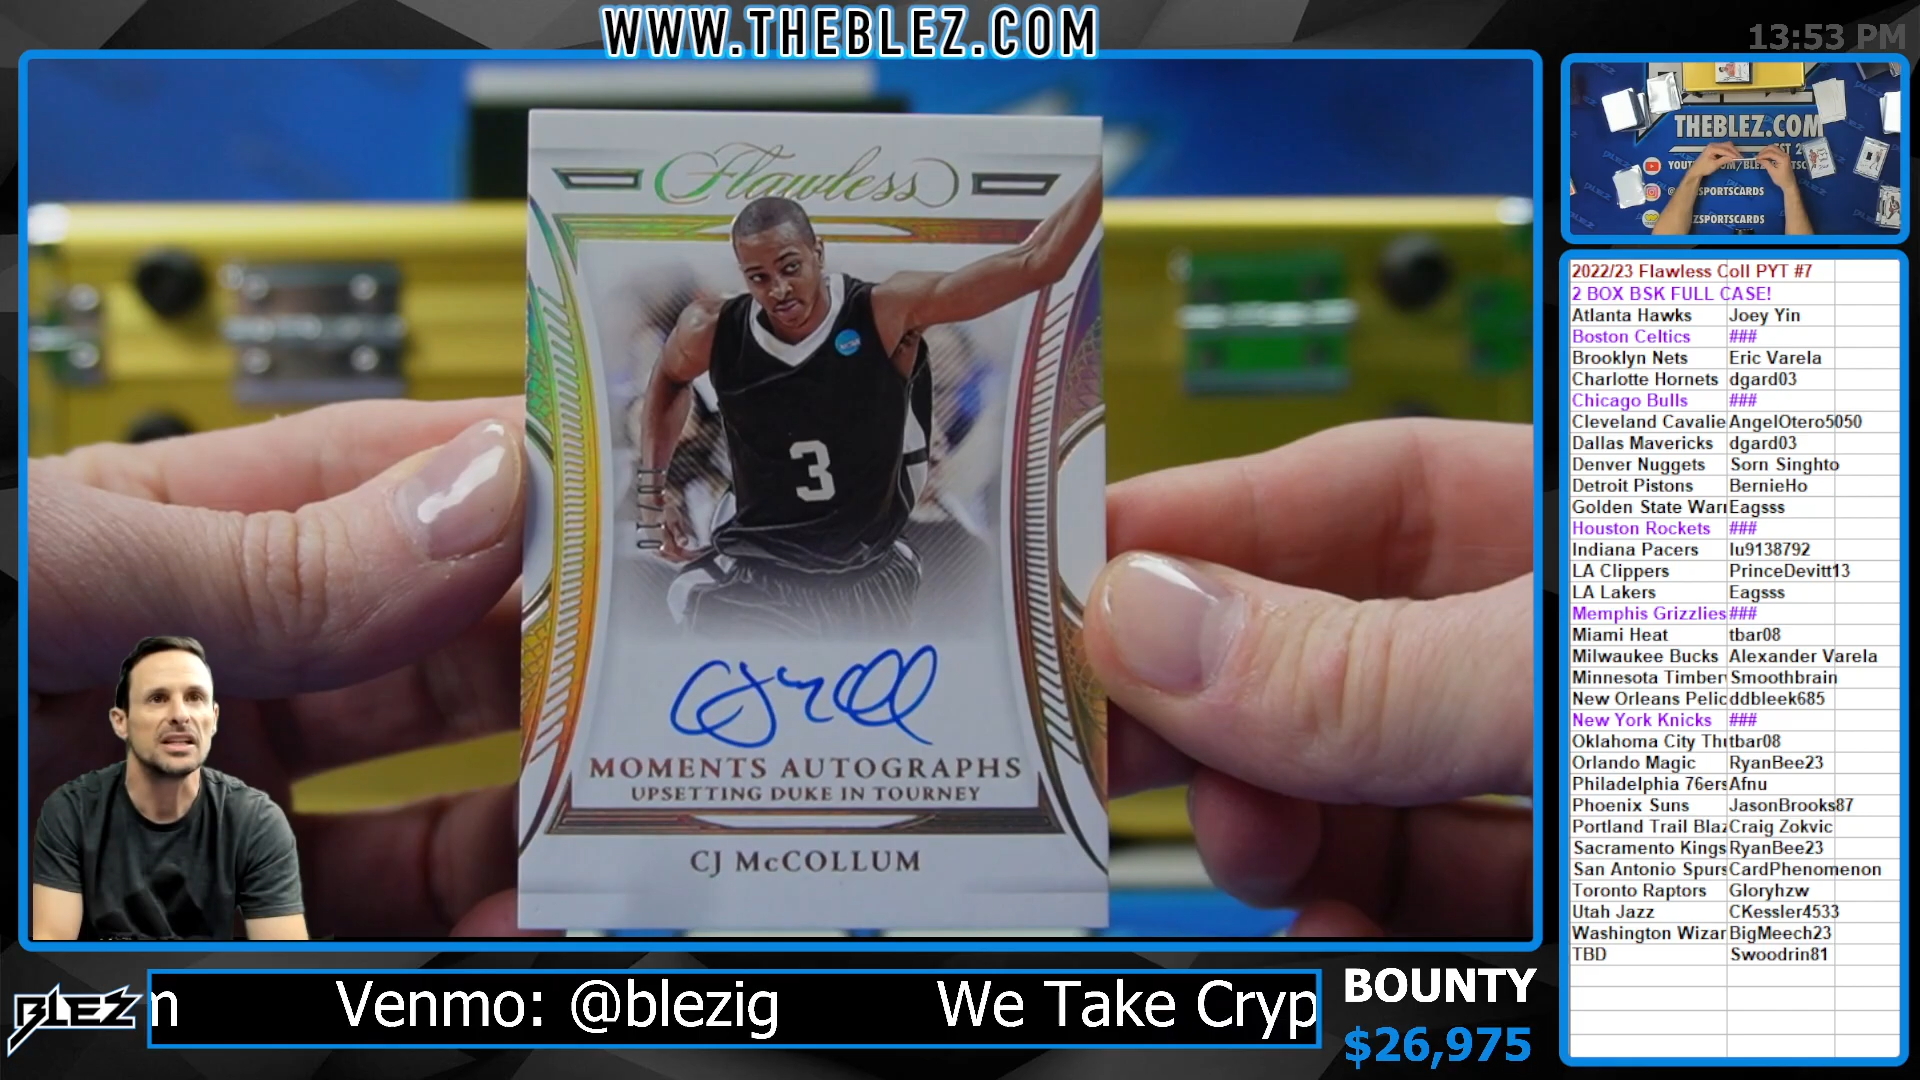 WWW.THEBLEZ.COM
13:53 PM
Flawless
3
MOMENTS AUTOGRAPHS
UPSETTING DUKE IN TOURNEY
CJ McCOLLUM
THEBLEZ.COM
2022/23 Flawless Coll PYT #7
2 BOX BSK FULL CASE!
Atlanta Hawks Joey Yin
Boston Celtics ###
Brooklyn Nets Eric Varela
Charlotte Hornets dgard03
Chicago Bulls ###
Cleveland Cavalie AngelOtero5050
Dallas Mavericks dgard03
Denver Nuggets Sorn Singhto
Detroit Pistons BernieHo
Golden State Warr Eagsss
Houston Rockets ###
Indiana Pacers lu9138792
LA Clippers PrinceDevitt13
LA Lakers Eagsss
Memphis Grizzlies ###
Miami Heat tbar08
Milwaukee Bucks Alexander Varela
Minnesota Timber Smoothbrain
New Orleans Pelic ddbleek685
New York Knicks ###
Oklahoma City Thu tbar08
Orlando Magic RyanBee23
Philadelphia 76ers Afnu
Phoenix Suns JasonBrooks87
Portland Trail Blaz Craig Zokvic
Sacramento Kings RyanBee23
San Antonio Spurs CardPhenomenon
Toronto Raptors Gloryhzw
Utah Jazz CKessler4533
Washington Wizar BigMeech23
TBD Swoodrin81
BLEZ
m Venmo: @blezig We Take Cryp
BOUNTY
$26,975